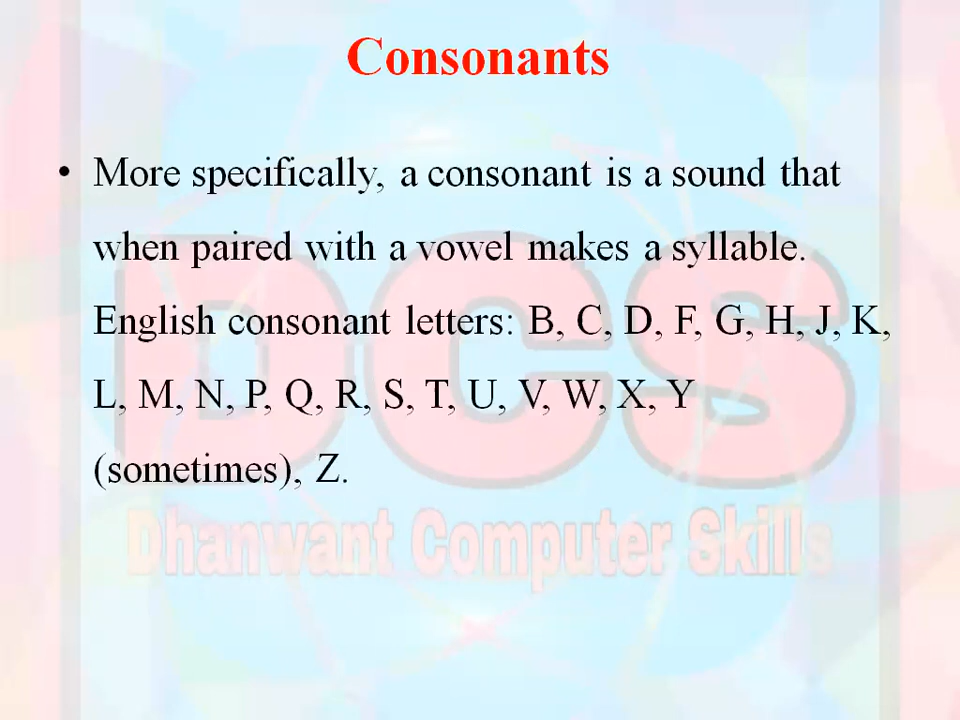 Consonants
• More specifically, a consonant is a sound that
when paired with a vowel makes a syllable.
English consonant letters: B, C, D, F, G, H, J, K,
L, M, N, P, Q, R, S, T, U, V, W, X, Y
(sometimes), Z.
DCS
Dhanwant Computer Skills